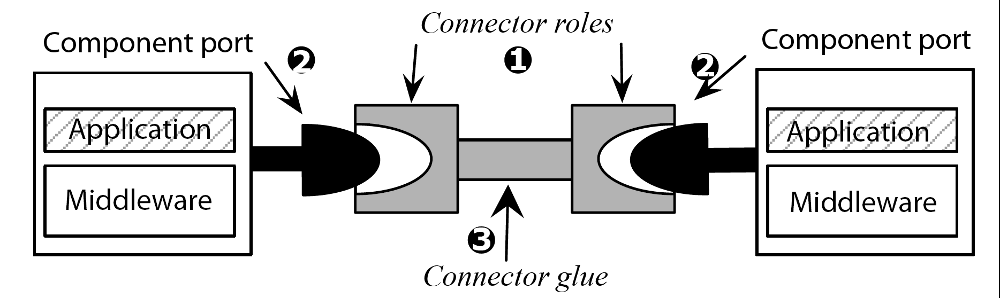 Connector roles
Component port
❷
❶
❷
Component port
Application
Middleware
Application
Middleware
❸
Connector glue